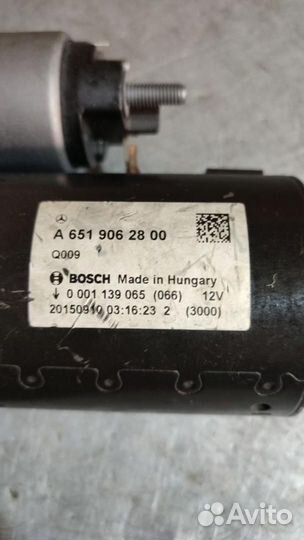 A 651 906 28 00
Q009
BOSCH Made in Hungary
0 001 139 065 (066) 12V
20150910 03:16:23 2 (3000)
Avito